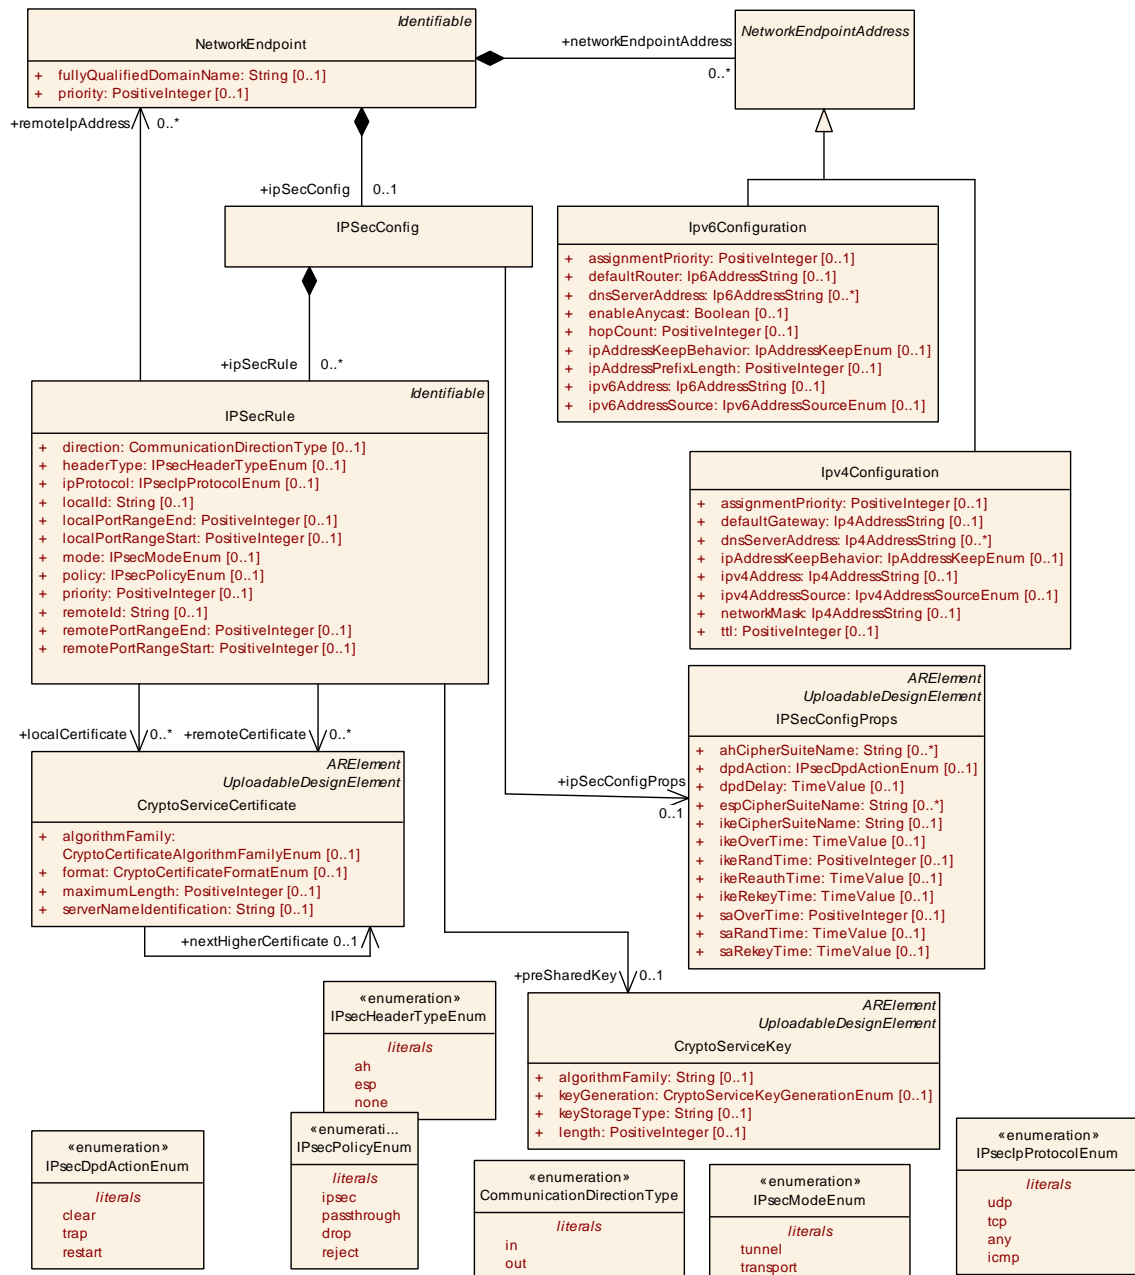 Identifiable
NetworkEndpoint
+ fullyQualifiedDomainName: String [0..1]
+ priority: PositiveInteger [0..1]
+networkEndpointAddress
0..*
NetworkEndpointAddress
+remoteIpAddress
0..*
+ipSecConfig
0..1
IPSecConfig
Ipv6Configuration
+ assignmentPriority: PositiveInteger [0..1]
+ defaultRouter: Ip6AddressString [0..1]
+ dnsServerAddress: Ip6AddressString [0..*]
+ enableAnycast: Boolean [0..1]
+ hopCount: PositiveInteger [0..1]
+ ipAddressKeepBehavior: IpAddressKeepEnum [0..1]
+ ipAddressPrefixLength: PositiveInteger [0..1]
+ ipv6Address: Ip6AddressString [0..1]
+ ipv6AddressSource: Ipv6AddressSourceEnum [0..1]
+ipSecRule
0..*
Identifiable
IPSecRule
+ direction: CommunicationDirectionType [0..1]
+ headerType: IPsecHeaderTypeEnum [0..1]
+ ipProtocol: IPsecIpProtocolEnum [0..1]
+ localId: String [0..1]
+ localPortRangeEnd: PositiveInteger [0..1]
+ localPortRangeStart: PositiveInteger [0..1]
+ mode: IPsecModeEnum [0..1]
+ policy: IPsecPolicyEnum [0..1]
+ priority: PositiveInteger [0..1]
+ remoteId: String [0..1]
+ remotePortRangeEnd: PositiveInteger [0..1]
+ remotePortRangeStart: PositiveInteger [0..1]
Ipv4Configuration
+ assignmentPriority: PositiveInteger [0..1]
+ defaultGateway: Ip4AddressString [0..1]
+ dnsServerAddress: Ip4AddressString [0..*]
+ ipAddressKeepBehavior: IpAddressKeepEnum [0..1]
+ ipv4Address: Ip4AddressString [0..1]
+ ipv4AddressSource: Ipv4AddressSourceEnum [0..1]
+ networkMask: Ip4AddressString [0..1]
+ ttl: PositiveInteger [0..1]
+localCertificate
0..*
+remoteCertificate
0..*
ARElement
UploadableDesignElement
CryptoServiceCertificate
+ algorithmFamily:
CryptoCertificateAlgorithmFamilyEnum [0..1]
+ format: CryptoCertificateFormatEnum [0..1]
+ maximumLength: PositiveInteger [0..1]
+ serverNameIdentification: String [0..1]
+nextHigherCertificate 0..1
+ipSecConfigProps
0..1
ARElement
UploadableDesignElement
IPSecConfigProps
+ ahCipherSuiteName: String [0..*]
+ dpdAction: IPsecDpdActionEnum [0..1]
+ dpdDelay: TimeValue [0..1]
+ espCipherSuiteName: String [0..*]
+ ikeCipherSuiteName: String [0..1]
+ ikeOverTime: TimeValue [0..1]
+ ikeRandTime: PositiveInteger [0..1]
+ ikeReauthTime: TimeValue [0..1]
+ ikeRekeyTime: TimeValue [0..1]
+ saOverTime: PositiveInteger [0..1]
+ saRandTime: TimeValue [0..1]
+ saRekeyTime: TimeValue [0..1]
+preSharedKey
0..1
ARElement
UploadableDesignElement
CryptoServiceKey
+ algorithmFamily: String [0..1]
+ keyGeneration: CryptoServiceKeyGenerationEnum [0..1]
+ keyStorageType: String [0..1]
+ length: PositiveInteger [0..1]
«enumeration»
IPsecHeaderTypeEnum
literals
ah
esp
none
«enumeration»
IPsecDpdActionEnum
literals
clear
trap
restart
«enumerati...
IPsecPolicyEnum
literals
ipsec
passthrough
drop
reject
«enumeration»
CommunicationDirectionType
literals
in
out
«enumeration»
IPsecModeEnum
literals
tunnel
transport
«enumeration»
IPsecIpProtocolEnum
literals
udp
tcp
any
icmp